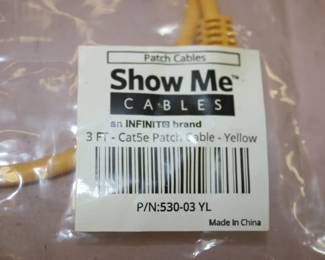 Patch Cables
Show Me™
CABLES
an INFINITE brand
3 FT - Cat5e Patch Cable - Yellow
P/N:530-03 YL
Made in China